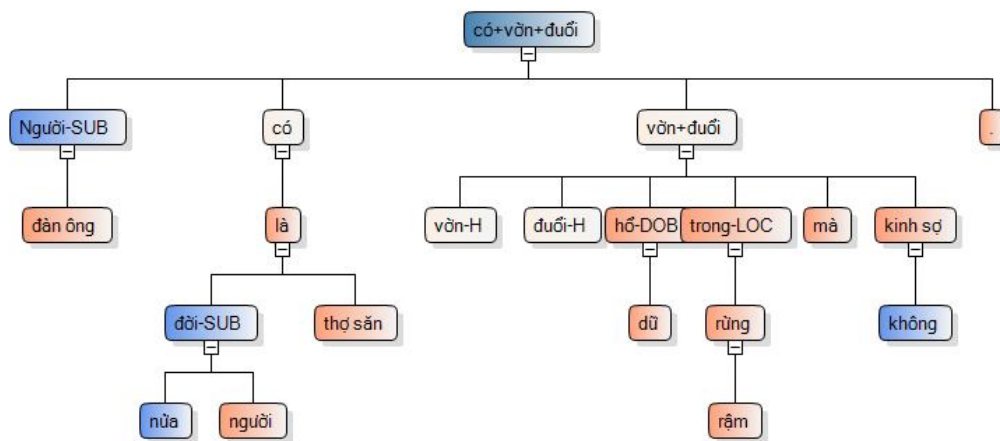 có+vờn+đuổi
Người-SUB có vờn+đuổi .
đàn ông là vờn-H đuổi-H hổ-DOB trong-LOC mà kinh sợ
đời-SUB thợ săn dữ rừng không
nửa người rậm